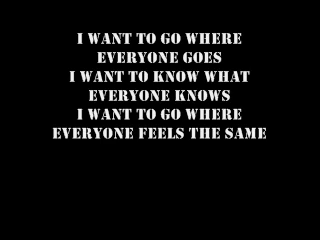 I WANT TO GO WHERE
EVERYONE GOES
I WANT TO KNOW WHAT
EVERYONE KNOWS
I WANT TO GO WHERE
EVERYONE FEELS THE SAME